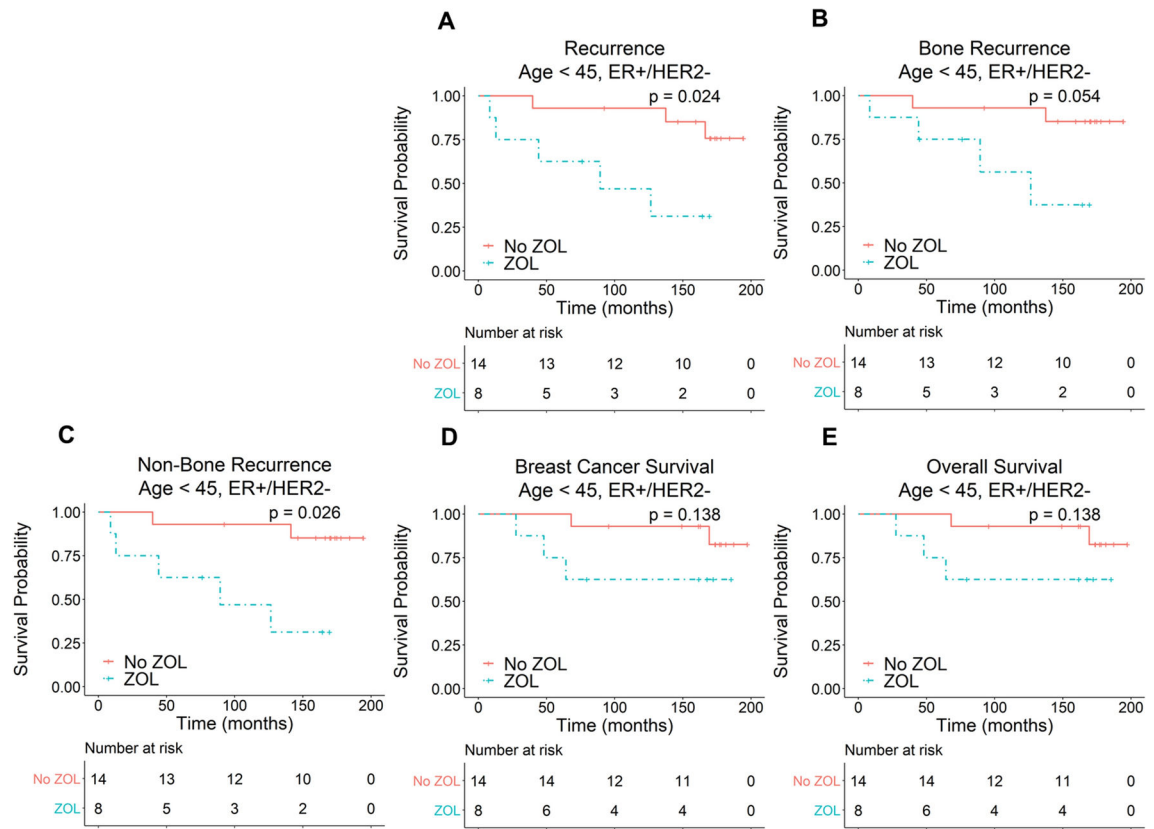 A
Recurrence
Age < 45, ER+/HER2-
p = 0.024
Survival Probability
1.00
0.75
0.50
0.25
0.00
No ZOL
ZOL
0 50 100 150 200
Time (months)
Number at risk
No ZOL 14 13 12 10 0
ZOL 8 5 3 2 0
B
Bone Recurrence
Age < 45, ER+/HER2-
p = 0.054
Survival Probability
1.00
0.75
0.50
0.25
0.00
No ZOL
ZOL
0 50 100 150 200
Time (months)
Number at risk
No ZOL 14 13 12 10 0
ZOL 8 5 3 2 0
C
Non-Bone Recurrence
Age < 45, ER+/HER2-
p = 0.026
Survival Probability
1.00
0.75
0.50
0.25
0.00
No ZOL
ZOL
0 50 100 150 200
Time (months)
Number at risk
No ZOL 14 13 12 10 0
ZOL 8 5 3 2 0
D
Breast Cancer Survival
Age < 45, ER+/HER2-
p = 0.138
Survival Probability
1.00
0.75
0.50
0.25
0.00
No ZOL
ZOL
0 50 100 150 200
Time (months)
Number at risk
No ZOL 14 14 12 11 0
ZOL 8 6 4 4 0
E
Overall Survival
Age < 45, ER+/HER2-
p = 0.138
Survival Probability
1.00
0.75
0.50
0.25
0.00
No ZOL
ZOL
0 50 100 150 200
Time (months)
Number at risk
No ZOL 14 14 12 11 0
ZOL 8 6 4 4 0